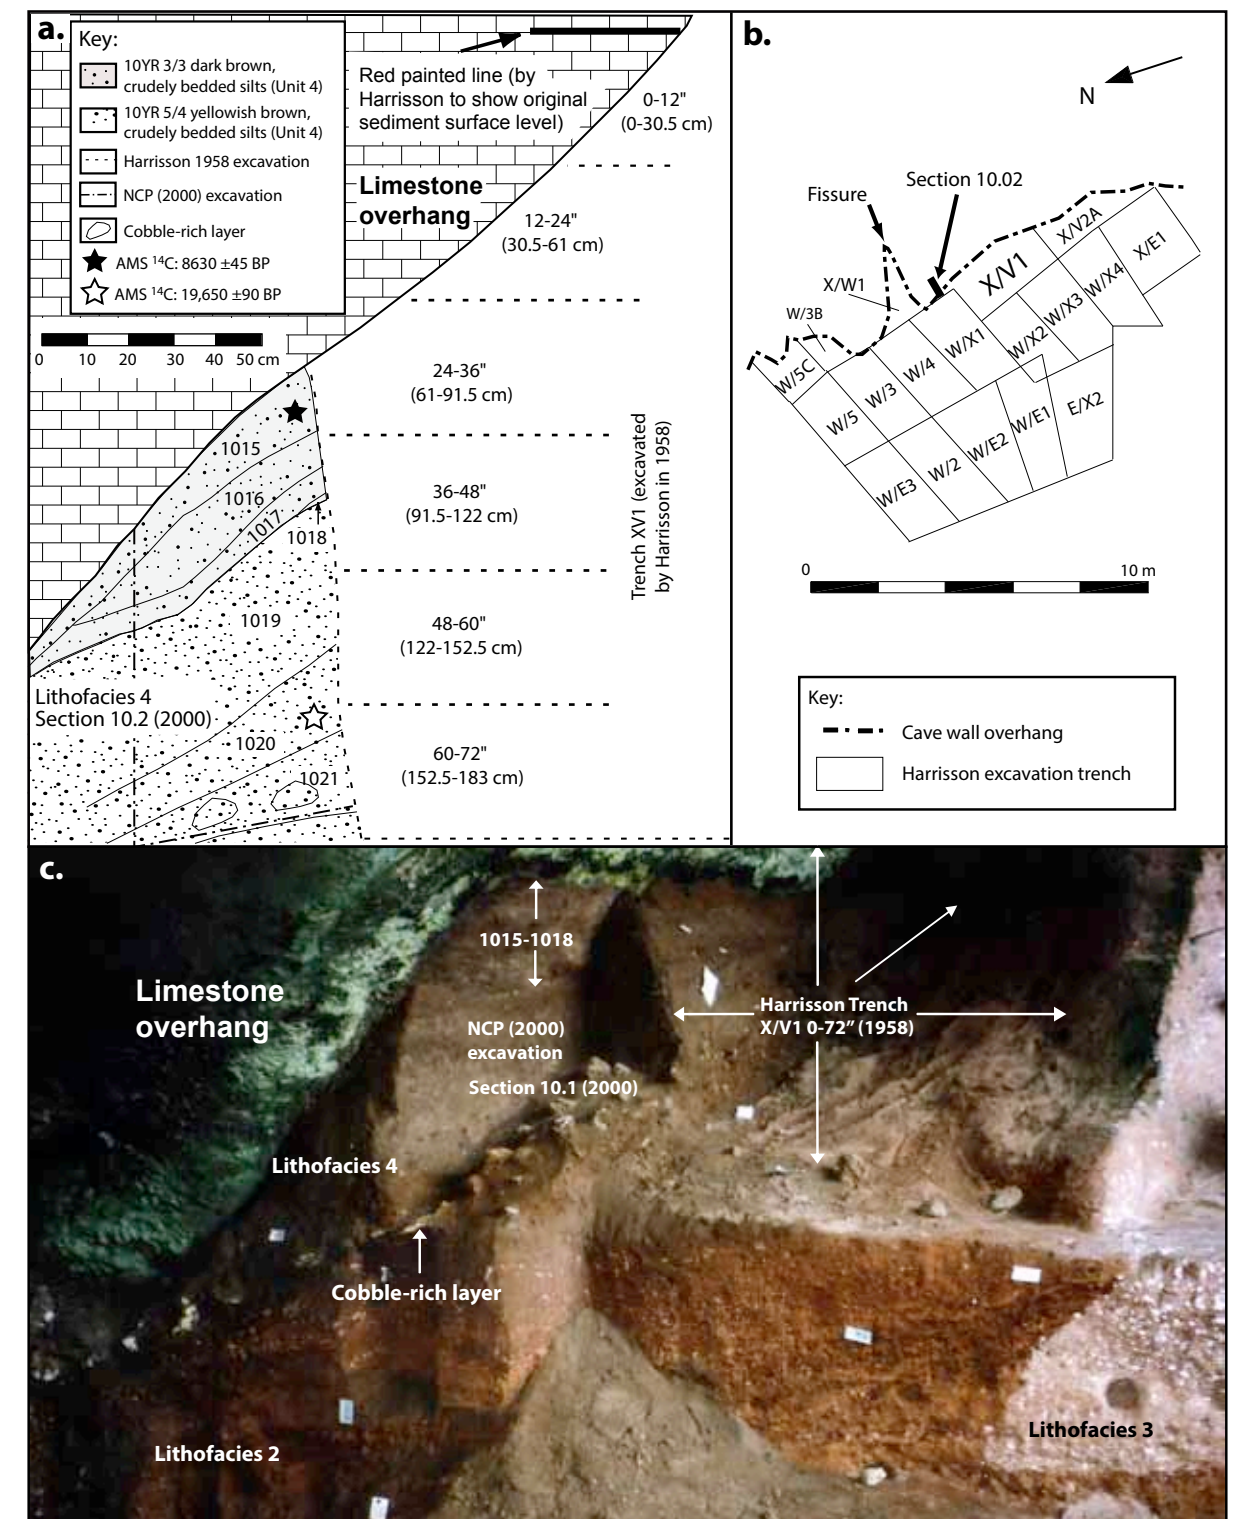 a.
Key:
10YR 3/3 dark brown,
crudely bedded silts (Unit 4)
10YR 5/4 yellowish brown,
crudely bedded silts (Unit 4)
Harrisson 1958 excavation
NCP (2000) excavation
Cobble-rich layer
AMS ¹⁴C: 8630 ±45 BP
AMS ¹⁴C: 19,650 ±90 BP
0 10 20 30 40 50 cm
Red painted line (by
Harrisson to show original
sediment surface level)
Limestone
overhang
0-12"
(0-30.5 cm)
12-24"
(30.5-61 cm)
24-36"
(61-91.5 cm)
36-48"
(91.5-122 cm)
48-60"
(122-152.5 cm)
60-72"
(152.5-183 cm)
Trench XV1 (excavated
by Harrisson in 1958)
1015
1016
1017
1018
1019
Lithofacies 4
Section 10.2 (2000)
1020
1021
b.
N
Section 10.02
Fissure
X/W1
W/3B
W/5C
X/V1
X/V2A
X/E1
W/X4
W/X3
W/X2
W/X1
W/4
W/3
W/5
E/X2
W/E1
W/E2
W/2
W/E3
0 10 m
Key:
Cave wall overhang
Harrisson excavation trench
c.
1015-1018
Limestone
overhang
NCP (2000)
excavation
Section 10.1 (2000)
Harrisson Trench
X/V1 0-72” (1958)
Lithofacies 4
Cobble-rich layer
Lithofacies 2
Lithofacies 3